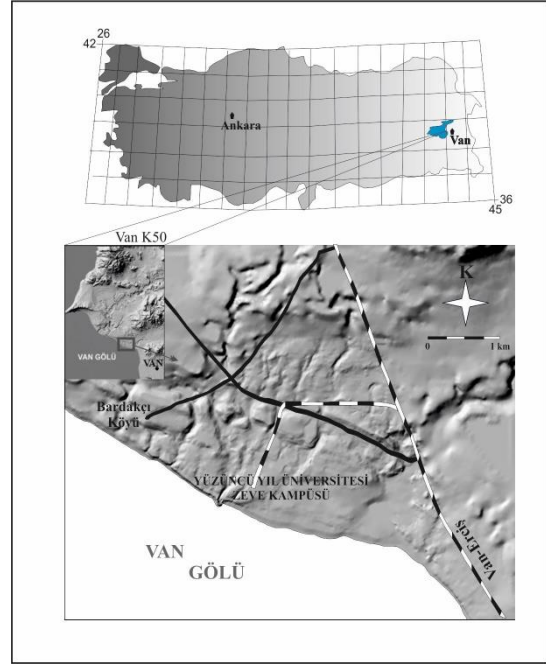 26
42
Ankara
Van
36
45
Van K50
K
VAN GÖLÜ
VAN
0 1 km
Bardakçı
Köyü
YÜZÜNCÜ YIL ÜNİVERSİTESİ
ZEVE KAMPÜSÜ
Van-Erciş
VAN
GÖLÜ